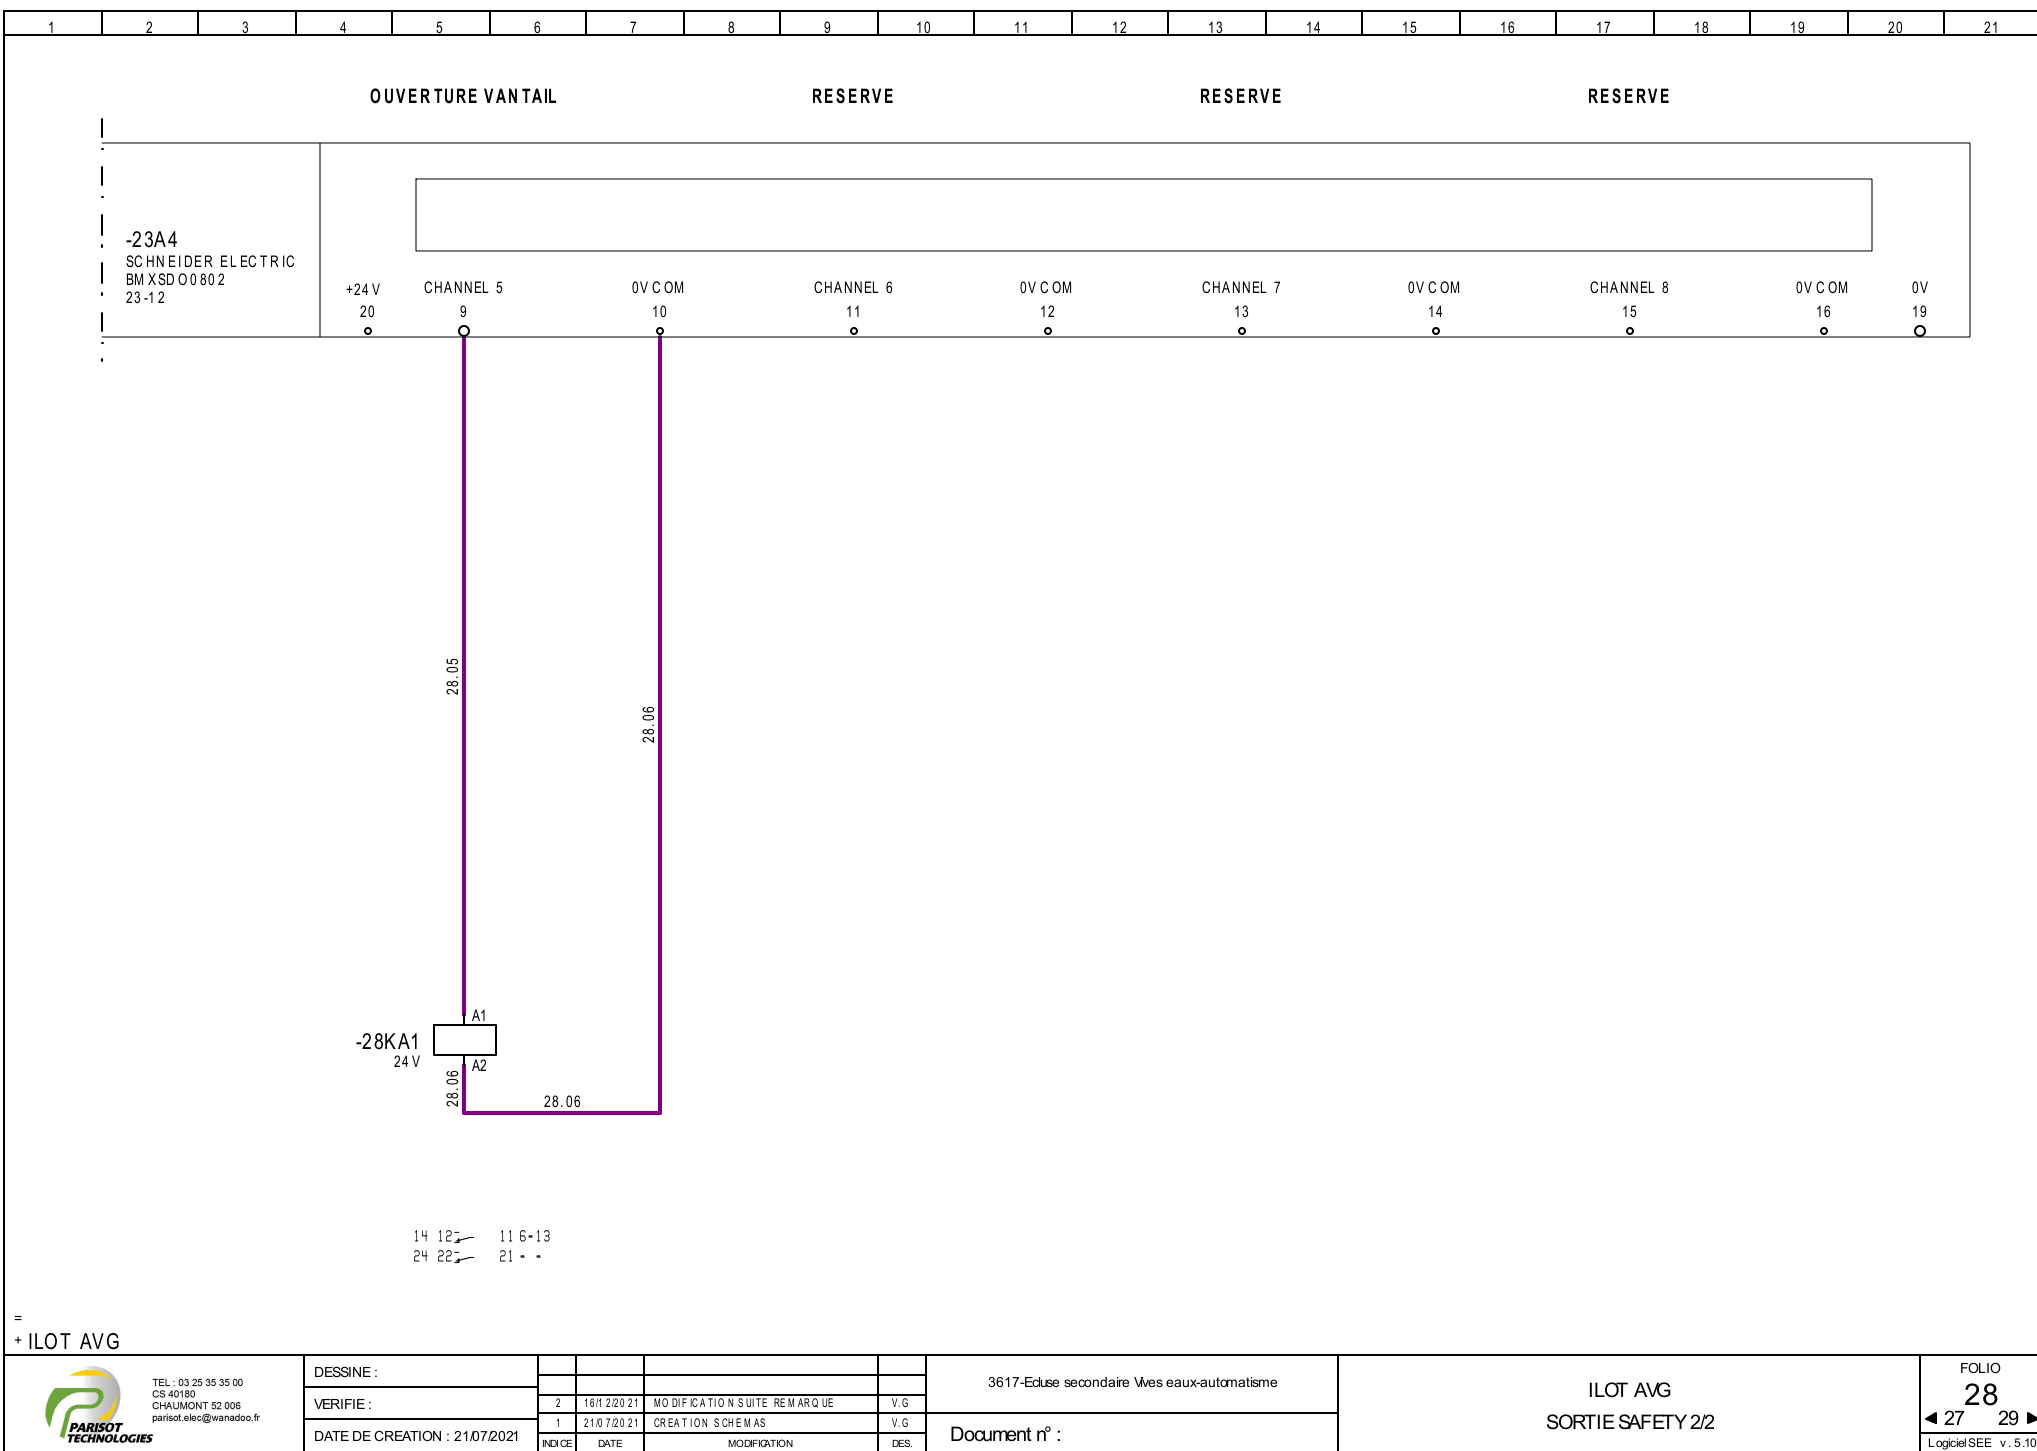 1 2 3 4 5 6 7 8 9 10 11 12 13 14 15 16 17 18 19 20 21
OUVERTURE VANTAIL RESERVE RESERVE RESERVE
-23A4
SCHNEIDER ELECTRIC
BMXSDO0802
23-12
+24V CHANNEL 5 0V COM CHANNEL 6 0V COM CHANNEL 7 0V COM CHANNEL 8 0V COM 0V
20 9 10 11 12 13 14 15 16 19
28.05
28.06
A1
-28KA1
24V
A2
28.06
28.06
14 12 11 6-13
24 22 21 - -
=
+ ILOT AVG
PARISOT
TECHNOLOGIES
TEL : 03 25 35 35 00
CS 40180
CHAUMONT 52 006
parisot.elec@wanadoo.fr
DESSINE :
VERIFIE :
DATE DE CREATION : 21/07/2021
2 16/12/2021 MODIFICATION SUITE REMARQUE V.G
1 21/07/2021 CREATION SCHEMAS V.G
INDICE DATE MODIFICATION DES.
3617-Ecluse secondaire Vives eaux-automatisme
Document n° :
ILOT AVG
SORTIE SAFETY 2/2
FOLIO
28
27 29
Logiciel SEE v. 5.10